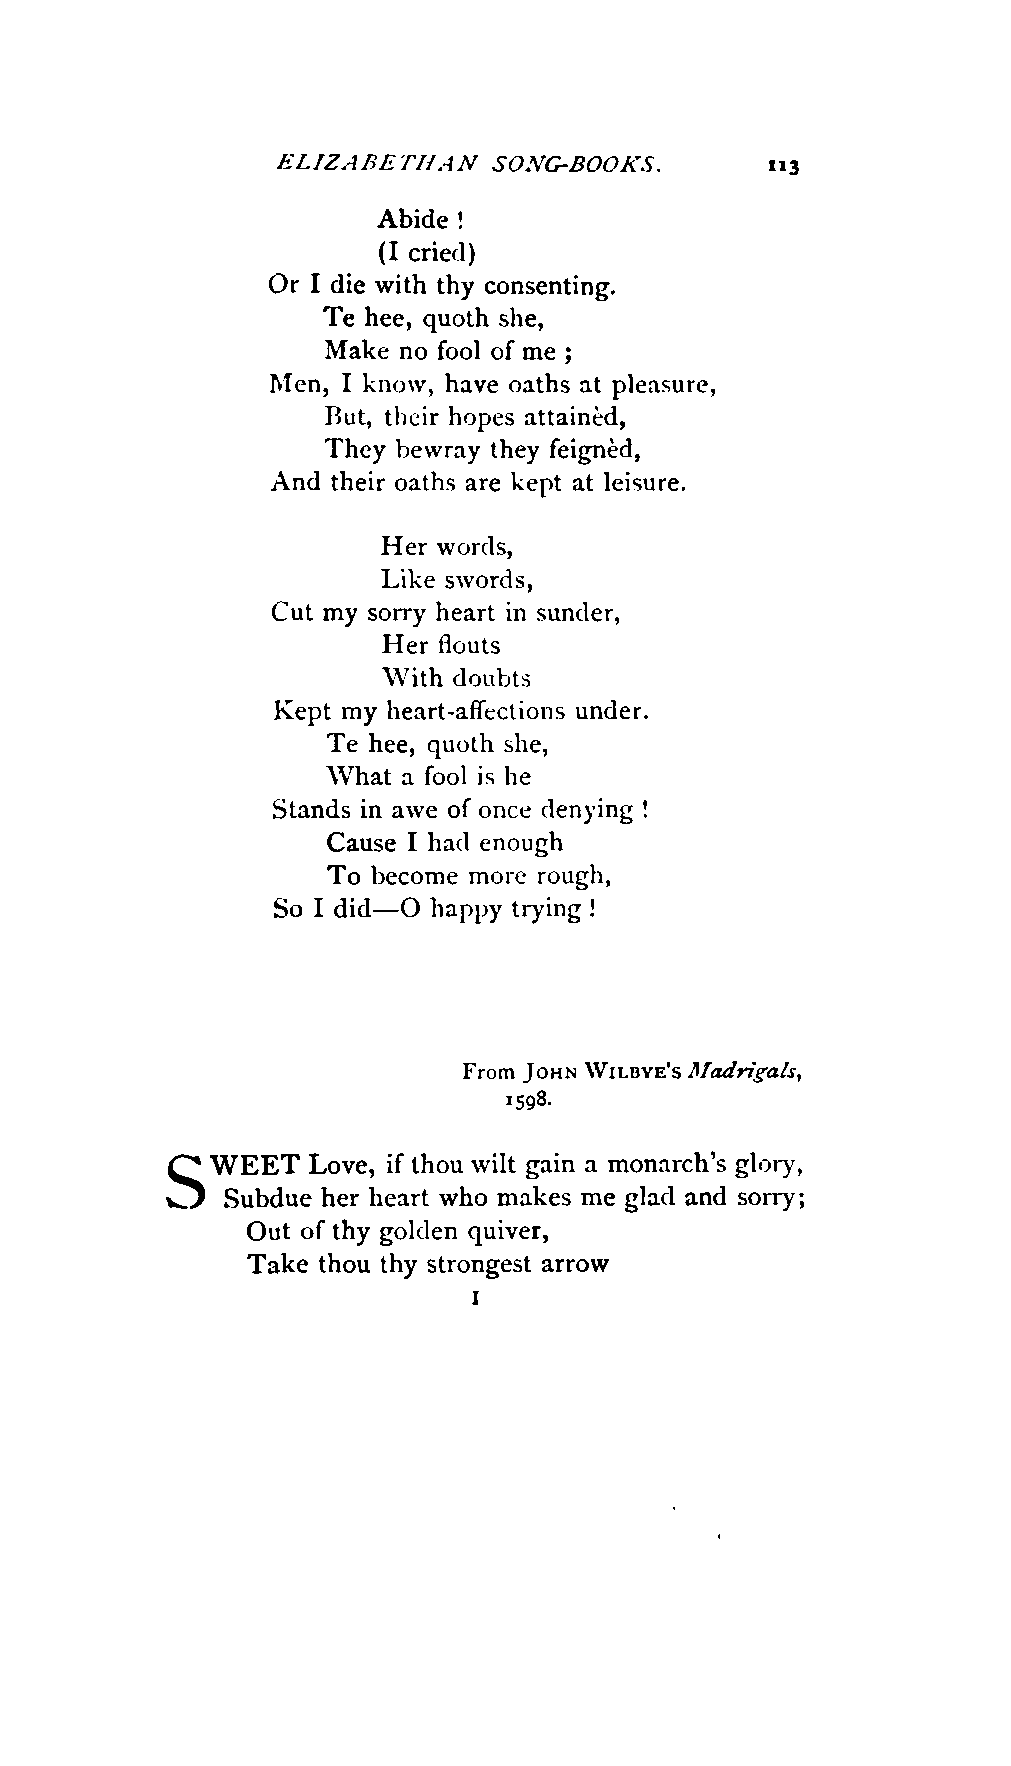 ELIZABETHAN SONG-BOOKS. 113
Abide !
(I cried)
Or I die with thy consenting.
Te hee, quoth she,
Make no fool of me ;
Men, I know, have oaths at pleasure,
But, their hopes attainèd,
They bewray they feignèd,
And their oaths are kept at leisure.
Her words,
Like swords,
Cut my sorry heart in sunder,
Her flouts
With doubts
Kept my heart-affections under.
Te hee, quoth she,
What a fool is he
Stands in awe of once denying !
Cause I had enough
To become more rough,
So I did—O happy trying !
From JOHN WILBYE'S Madrigals,
1598.
SWEET Love, if thou wilt gain a monarch's glory,
Subdue her heart who makes me glad and sorry;
Out of thy golden quiver,
Take thou thy strongest arrow
I